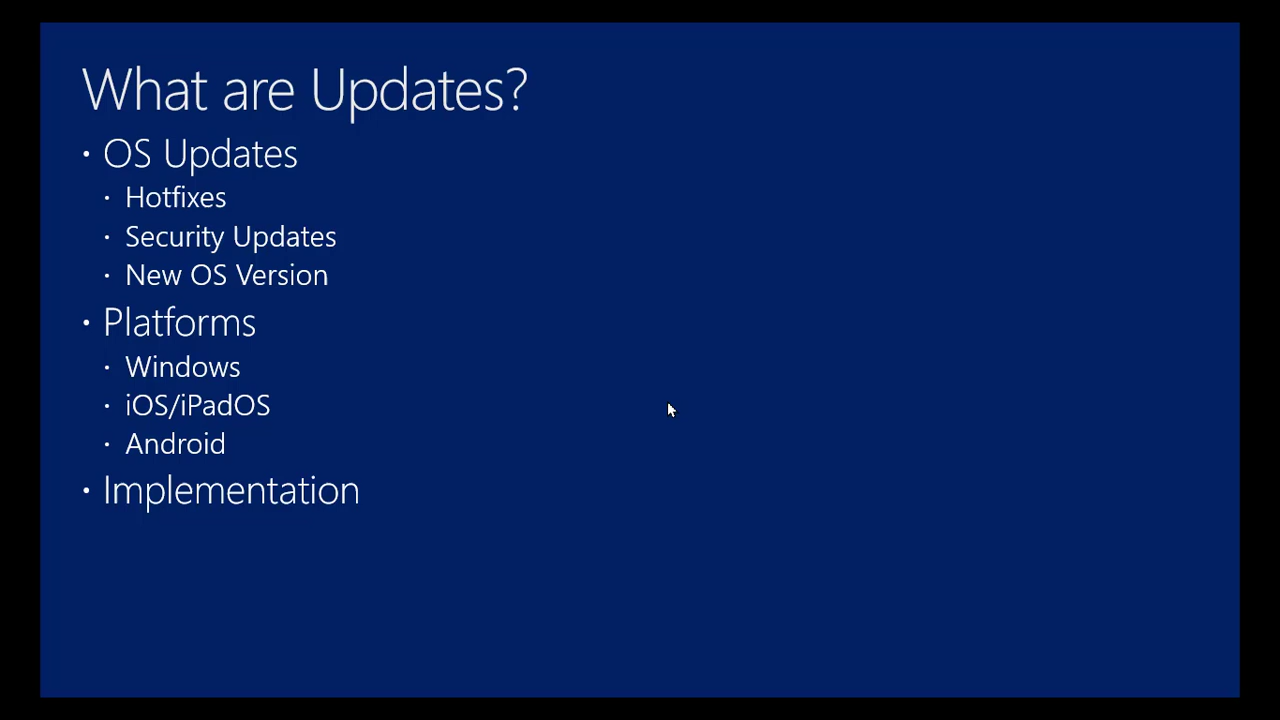 What are Updates?
• OS Updates
• Hotfixes
• Security Updates
• New OS Version
• Platforms
• Windows
• iOS/iPadOS
• Android
• Implementation